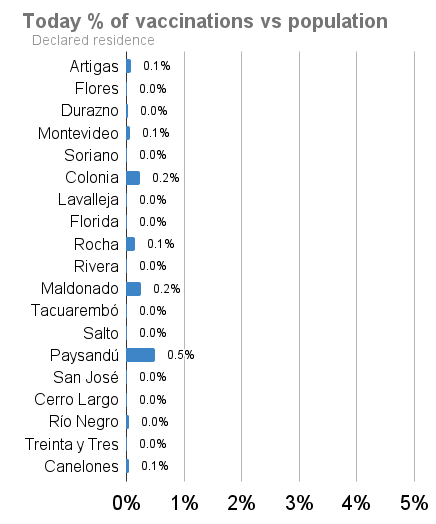 Today % of vaccinations vs population
Declared residence
Artigas 0.1%
Flores 0.0%
Durazno 0.0%
Montevideo 0.1%
Soriano 0.0%
Colonia 0.2%
Lavalleja 0.0%
Florida 0.0%
Rocha 0.1%
Rivera 0.0%
Maldonado 0.2%
Tacuarembó 0.0%
Salto 0.0%
Paysandú 0.5%
San José 0.0%
Cerro Largo 0.0%
Río Negro 0.0%
Treinta y Tres 0.0%
Canelones 0.1%
0% 1% 2% 3% 4% 5%